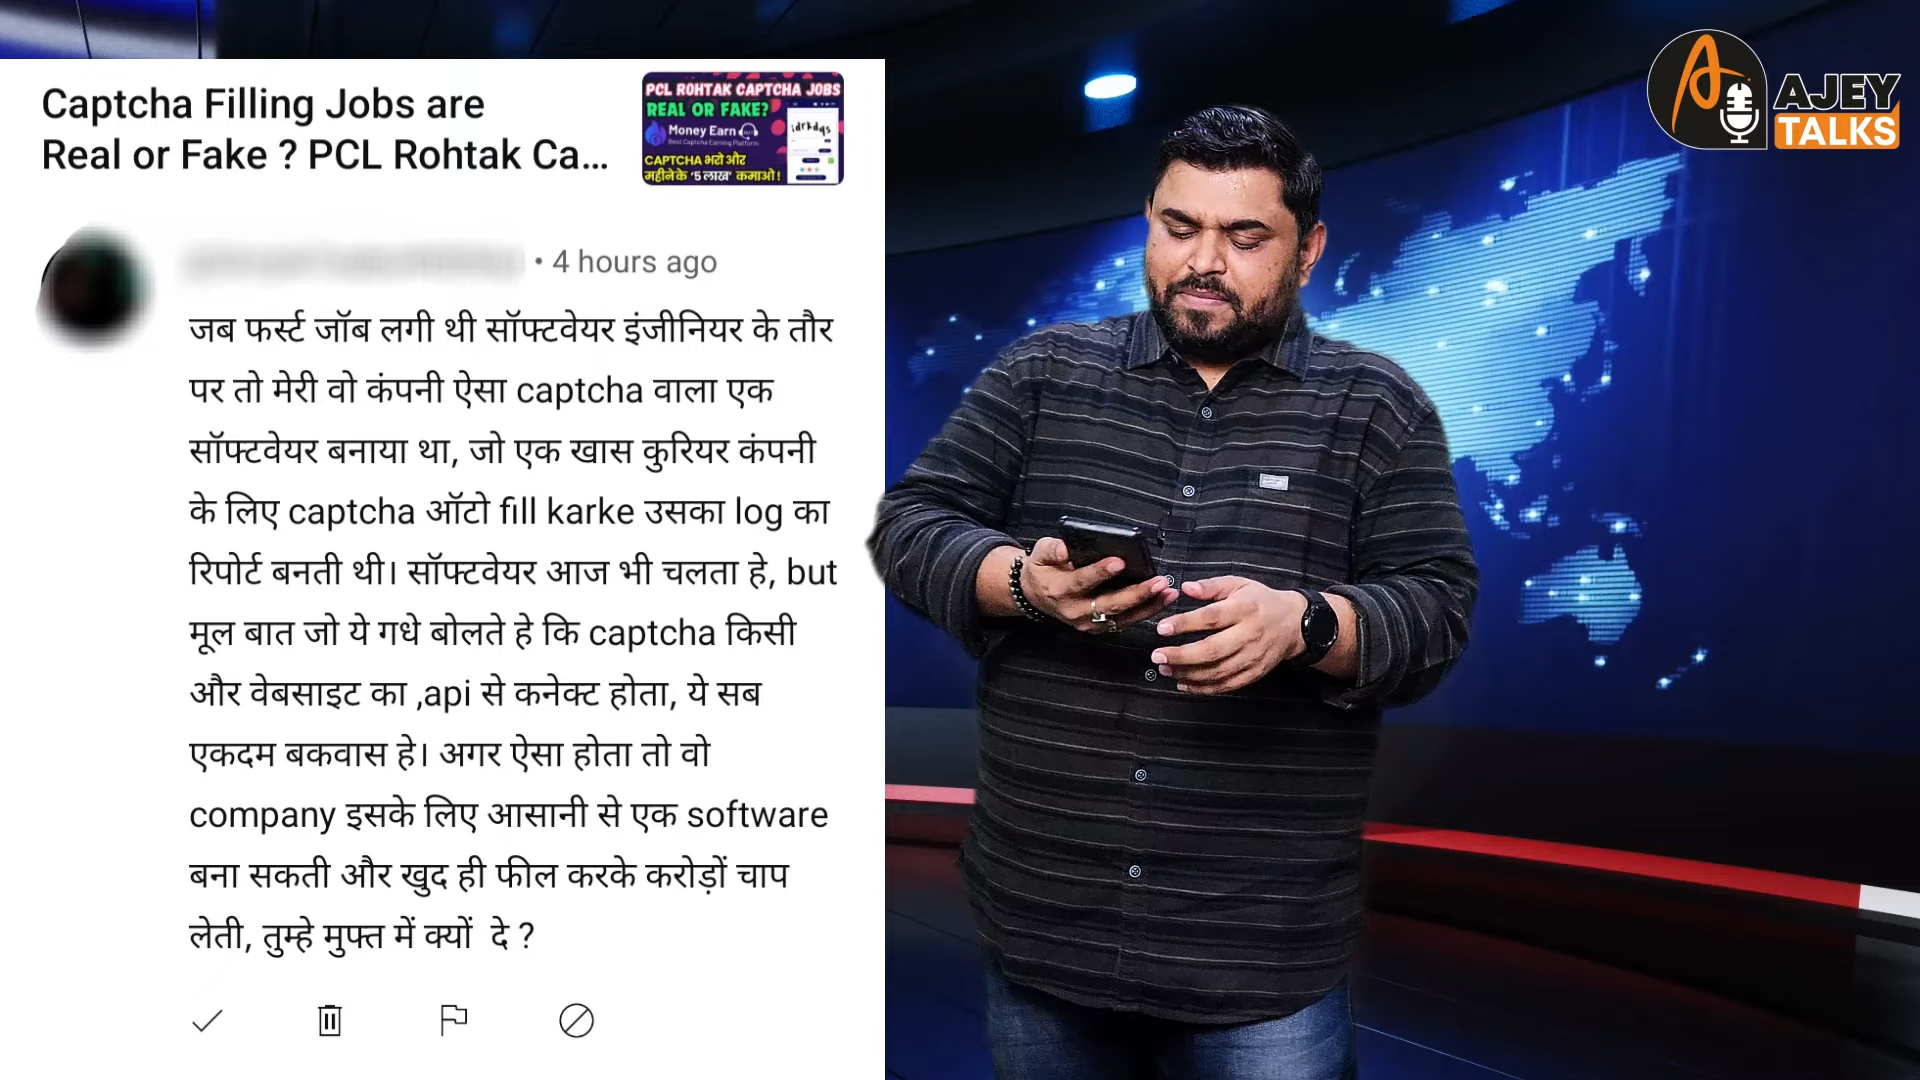 Captcha Filling Jobs are
Real or Fake ? PCL Rohtak Ca...
PCL ROHTAK CAPTCHA JOBS
REAL OR FAKE?
Money Earn
Best Captcha Earning Platform
CAPTCHA भरो और
महीने के '5 लाख' कमाओ!
• 4 hours ago
जब फर्स्ट जॉब लगी थी सॉफ्टवेयर इंजीनियर के तौर
पर तो मेरी वो कंपनी ऐसा captcha वाला एक
सॉफ्टवेयर बनाया था, जो एक खास कुरियर कंपनी
के लिए captcha ऑटो fill karke उसका log का
रिपोर्ट बनती थी। सॉफ्टवेयर आज भी चलता हे, but
मूल बात जो ये गधे बोलते हे कि captcha किसी
और वेबसाइट का ,api से कनेक्ट होता, ये सब
एकदम बकवास हे। अगर ऐसा होता तो वो
company इसके लिए आसानी से एक software
बना सकती और खुद ही फील करके करोड़ों चाप
लेती, तुम्हे मुफ्त में क्यों दे ?
AJEY
TALKS